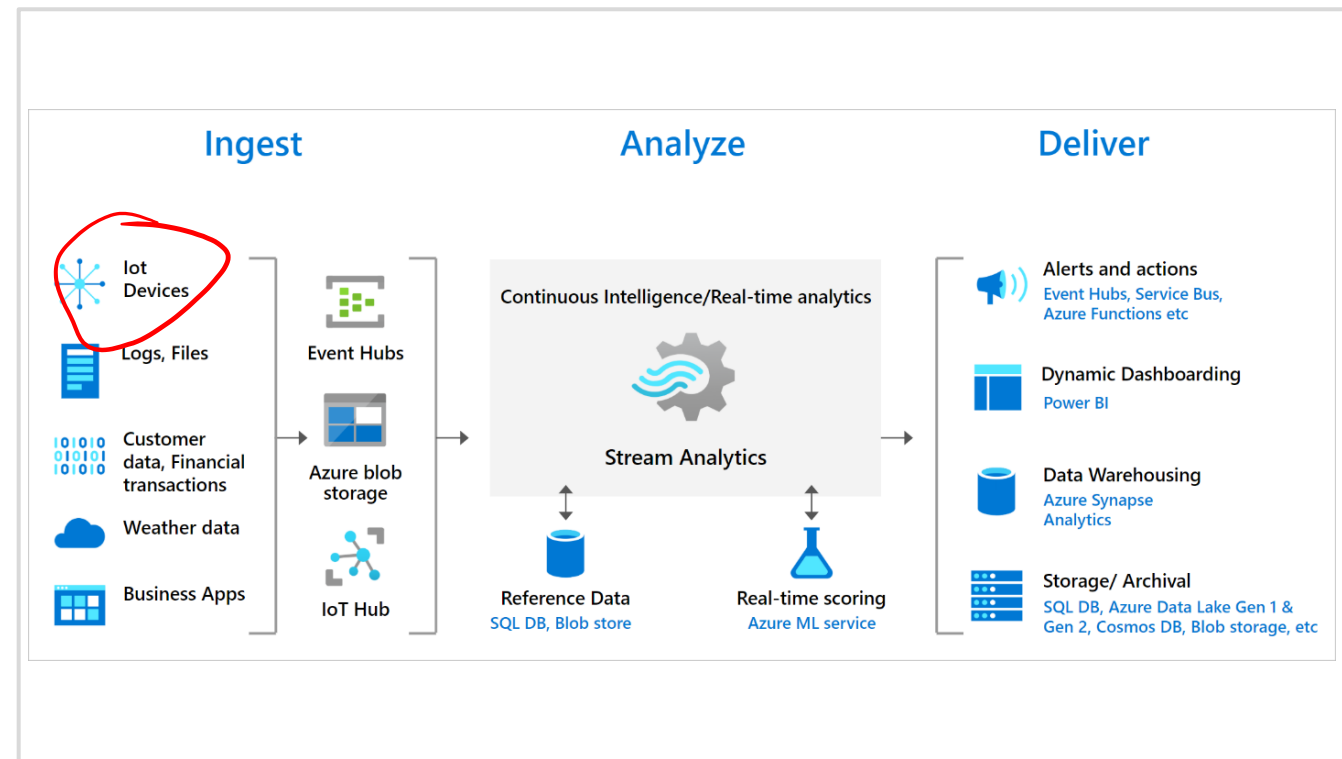 Ingest
Analyze
Deliver
Iot
Devices
Logs, Files
Customer
data, Financial
transactions
Weather data
Business Apps
Event Hubs
Azure blob
storage
IoT Hub
Continuous Intelligence/Real-time analytics
Stream Analytics
Reference Data
SQL DB, Blob store
Real-time scoring
Azure ML service
Alerts and actions
Event Hubs, Service Bus,
Azure Functions etc
Dynamic Dashboarding
Power BI
Data Warehousing
Azure Synapse
Analytics
Storage/ Archival
SQL DB, Azure Data Lake Gen 1 &
Gen 2, Cosmos DB, Blob storage, etc